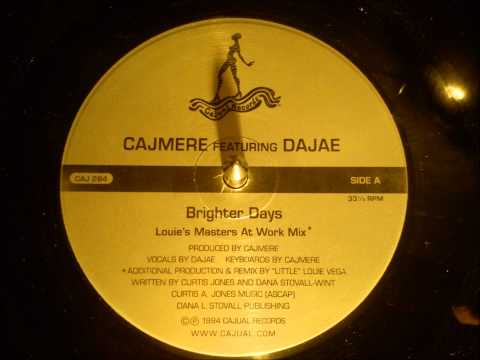 Cajual Records
CAJMERE FEATURING DAJAE
CAJ 284
SIDE A
33⅓ RPM
Brighter Days
Louie's Masters At Work Mix*
PRODUCED BY CAJMERE
VOCALS BY DAJAE KEYBOARDS BY CAJMERE
* ADDITIONAL PRODUCTION & REMIX BY "LITTLE" LOUIE VEGA
WRITTEN BY CURTIS JONES AND DANA STOVALL-WINT
CURTIS A. JONES MUSIC (ASCAP)
DANA L. STOVALL PUBLISHING
©℗ 1994 CAJUAL RECORDS
WWW.CAJUAL.COM